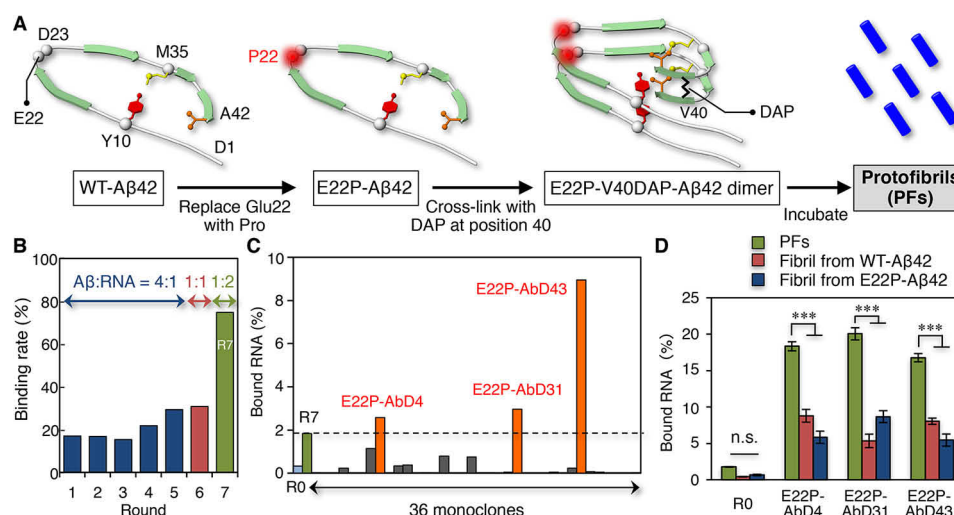 A
D23
M35
E22
Y10
A42
D1
P22
V40
DAP
WT-Aβ42
Replace Glu22
with Pro
E22P-Aβ42
Cross-link with
DAP at position 40
E22P-V40DAP-Aβ42 dimer
Incubate
Protofibrils
(PFs)
B
Binding rate (%)
100
80
60
40
20
0
Aβ:RNA = 4:1
1:1
1:2
R7
1 2 3 4 5 6 7
Round
C
Bound RNA (%)
10
8
6
4
2
0
R7
R0
E22P-AbD4
E22P-AbD31
E22P-AbD43
36 monoclones
D
PFs
Fibril from WT-Aβ42
Fibril from E22P-Aβ42
Bound RNA (%)
25
20
15
10
5
0
n.s.
***
***
***
R0
E22P-
AbD4
E22P-
AbD31
E22P-
AbD43